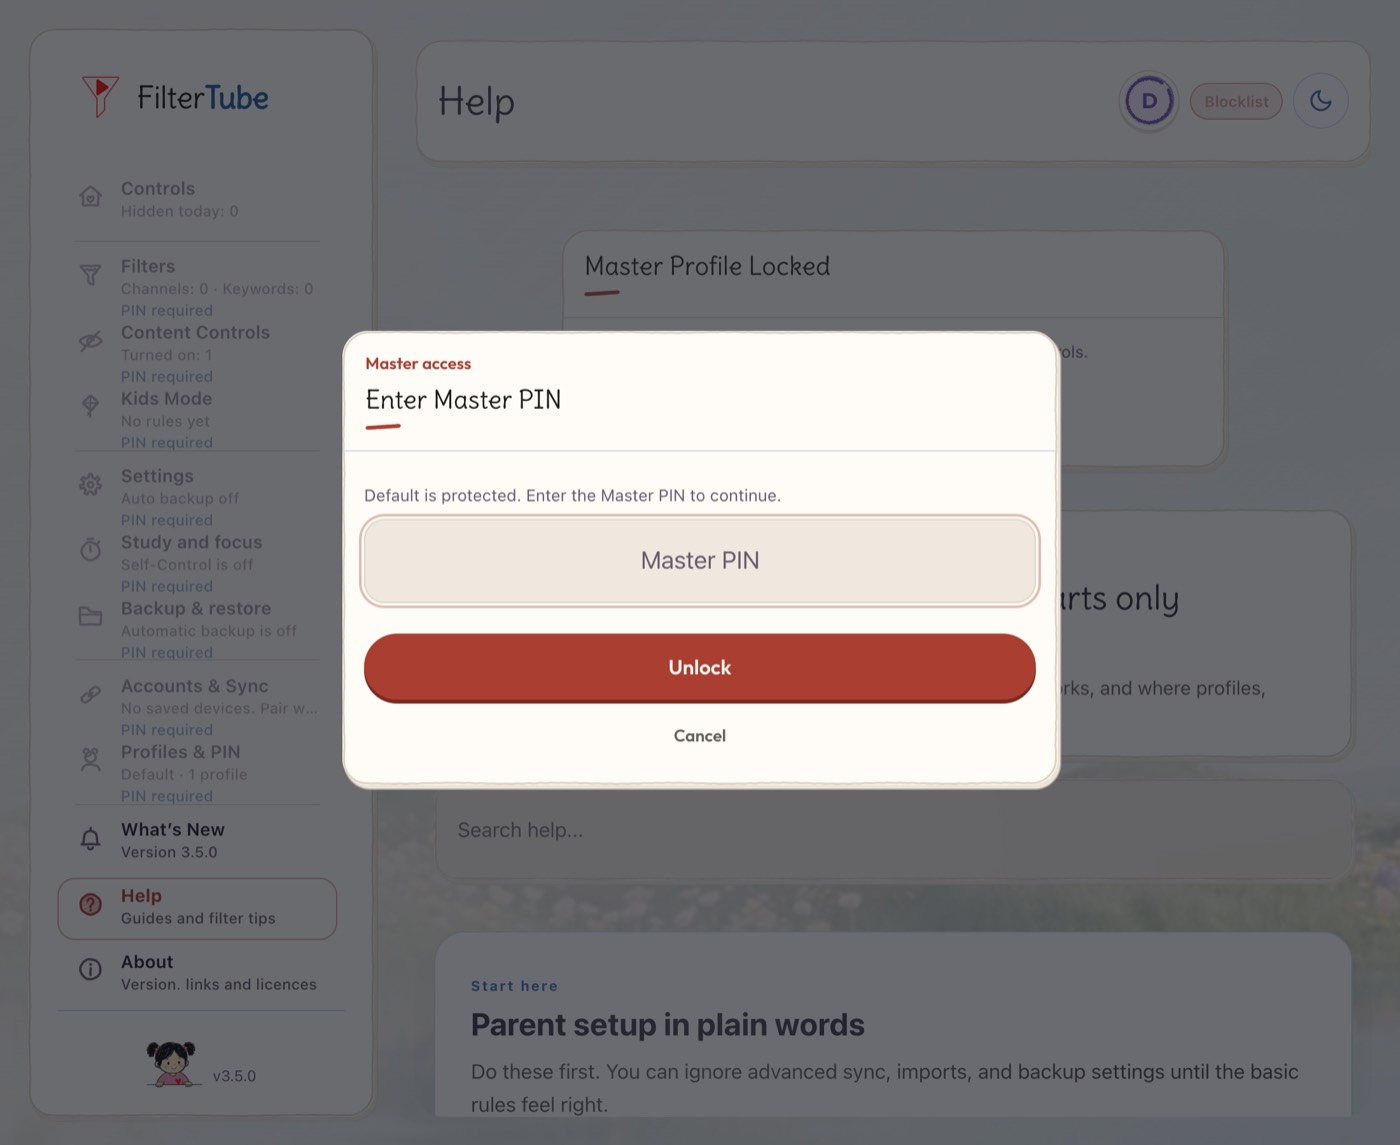 FilterTube
Controls
Hidden today: 0
Filters
Channels: 0 · Keywords: 0
PIN required
Content Controls
Turned on: 1
PIN required
Kids Mode
No rules yet
PIN required
Settings
Auto backup off
PIN required
Study and focus
Self-Control is off
PIN required
Backup & restore
Automatic backup is off
PIN required
Accounts & Sync
No saved devices. Pair w...
PIN required
Profiles & PIN
Default · 1 profile
PIN required
What's New
Version 3.5.0
Help
Guides and filter tips
About
Version. links and licences
v3.5.0
Help
D
Blocklist
Master Profile Locked
ols.
Master access
Enter Master PIN
Default is protected. Enter the Master PIN to continue.
Master PIN
Unlock
Cancel
arts only
rks, and where profiles,
Search help...
Start here
Parent setup in plain words
Do these first. You can ignore advanced sync, imports, and backup settings until the basic
rules feel right.